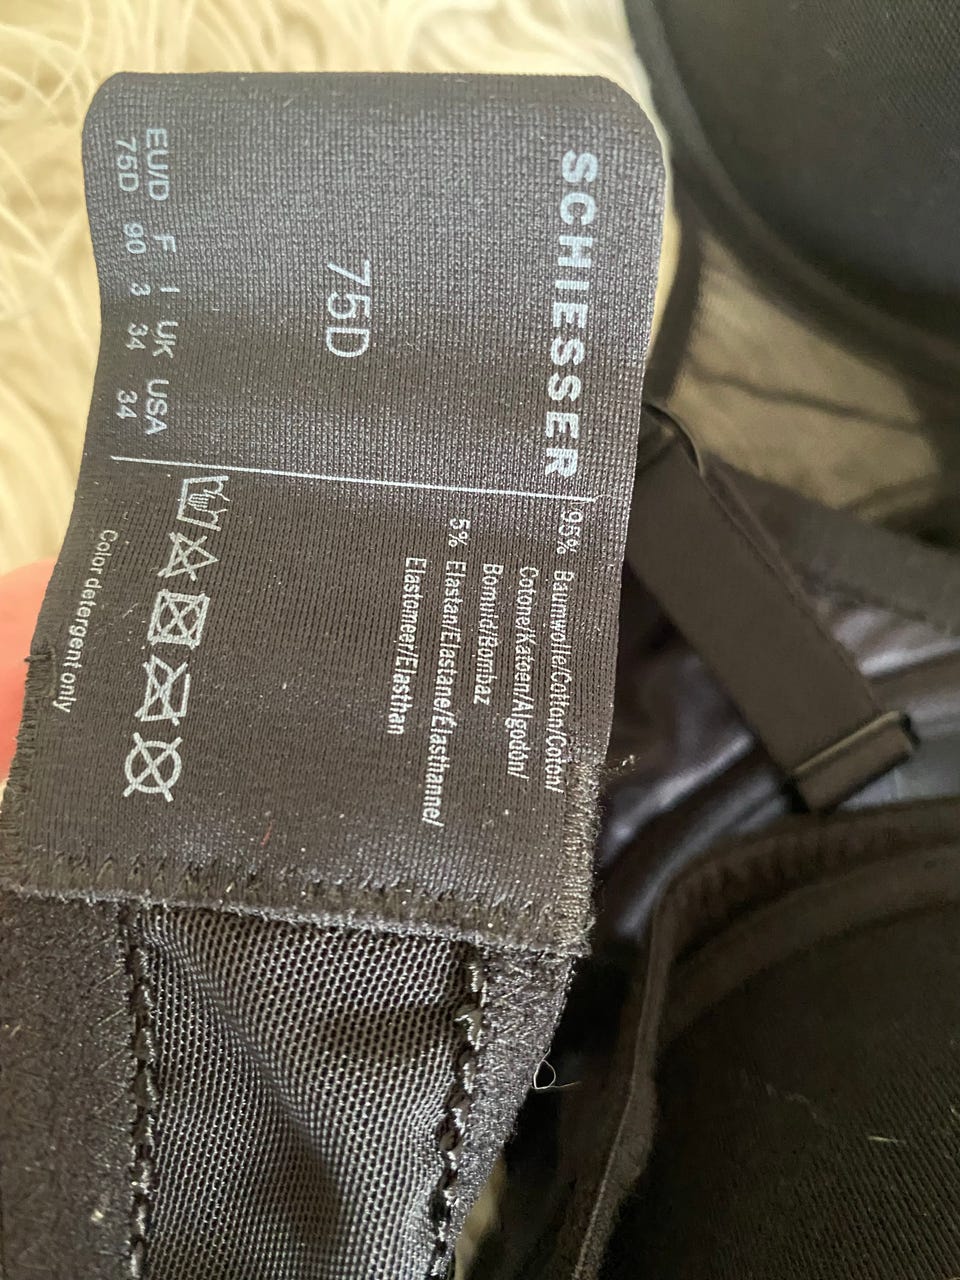 SCHIESSER
75D
EU/D F I UK USA
75D 90 3 34 34
95% Baumwolle/Cotton/Coton/
Cotone/Katoen/Algodón/
Bomuld/Bombaz
5% Elastan/Elastane/Élasthanne/
Elastomeer/Elasthan
Color detergent only